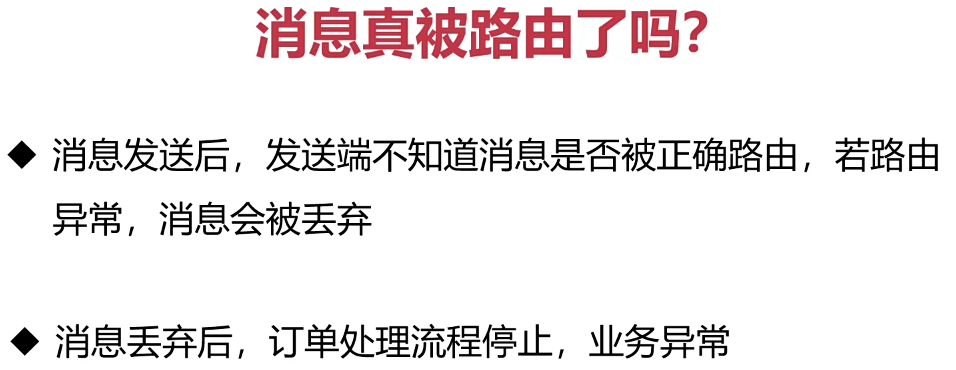 消息真被路由了吗?
◆ 消息发送后，发送端不知道消息是否被正确路由，若路由
异常，消息会被丢弃
◆ 消息丢弃后，订单处理流程停止，业务异常